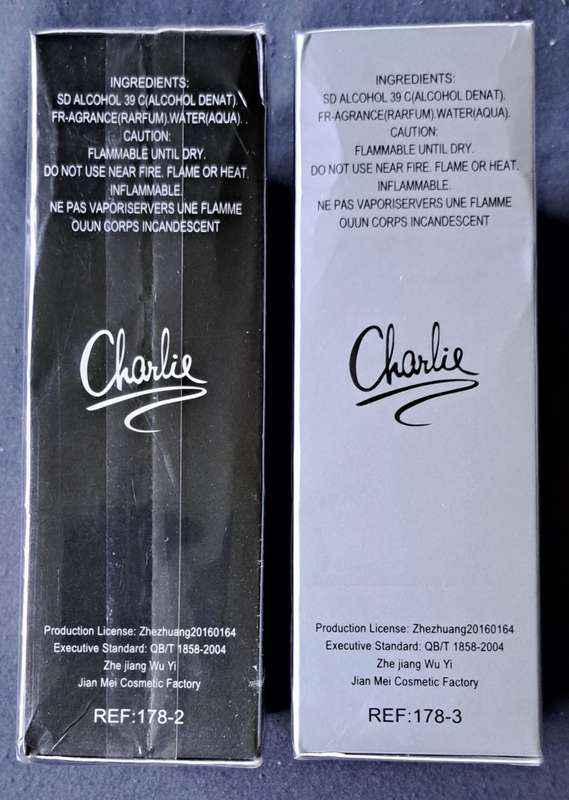 INGREDIENTS:
SD ALCOHOL 39 C(ALCOHOL DENAT).
FR-AGRANCE(RARFUM).WATER(AQUA).
CAUTION:
FLAMMABLE UNTIL DRY.
DO NOT USE NEAR FIRE. FLAME OR HEAT.
INFLAMMABLE.
NE PAS VAPORISERVERS UNE FLAMME
OUUN CORPS INCANDESCENT
Charlie
Production License: Zhezhuang20160164
Executive Standard: QB/T 1858-2004
Zhe jiang Wu Yi
Jian Mei Cosmetic Factory
REF:178-2
INGREDIENTS:
SD ALCOHOL 39 C(ALCOHOL DENAT).
FR-AGRANCE(RARFUM).WATER(AQUA).
CAUTION:
FLAMMABLE UNTIL DRY.
DO NOT USE NEAR FIRE. FLAME OR HEAT.
INFLAMMABLE.
NE PAS VAPORISERVERS UNE FLAMME
OUUN CORPS INCANDESCENT
Charlie
Production License: Zhezhuang20160164
Executive Standard: QB/T 1858-2004
Zhe jiang Wu Yi
Jian Mei Cosmetic Factory
REF:178-3